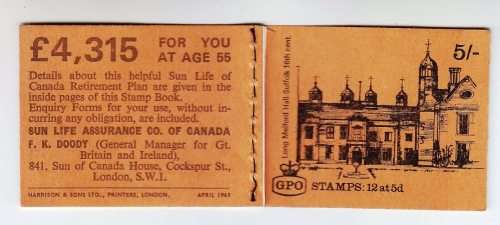 £4,315 FOR YOU
AT AGE 55
Details about this helpful Sun Life of
Canada Retirement Plan are given in the
inside pages of this Stamp Book.
Enquiry Forms for your use, without in-
curring any obligation, are included.
SUN LIFE ASSURANCE CO. OF CANADA
F. K. DOODY (General Manager for Gt.
Britain and Ireland),
841, Sun of Canada House, Cockspur St.,
London, S.W.1.
HARRISON & SONS LTD., PRINTERS, LONDON, APRIL 1969
5/-
Long Melford Hall Suffolk 16th cent.
GPO STAMPS: 12 at 5d